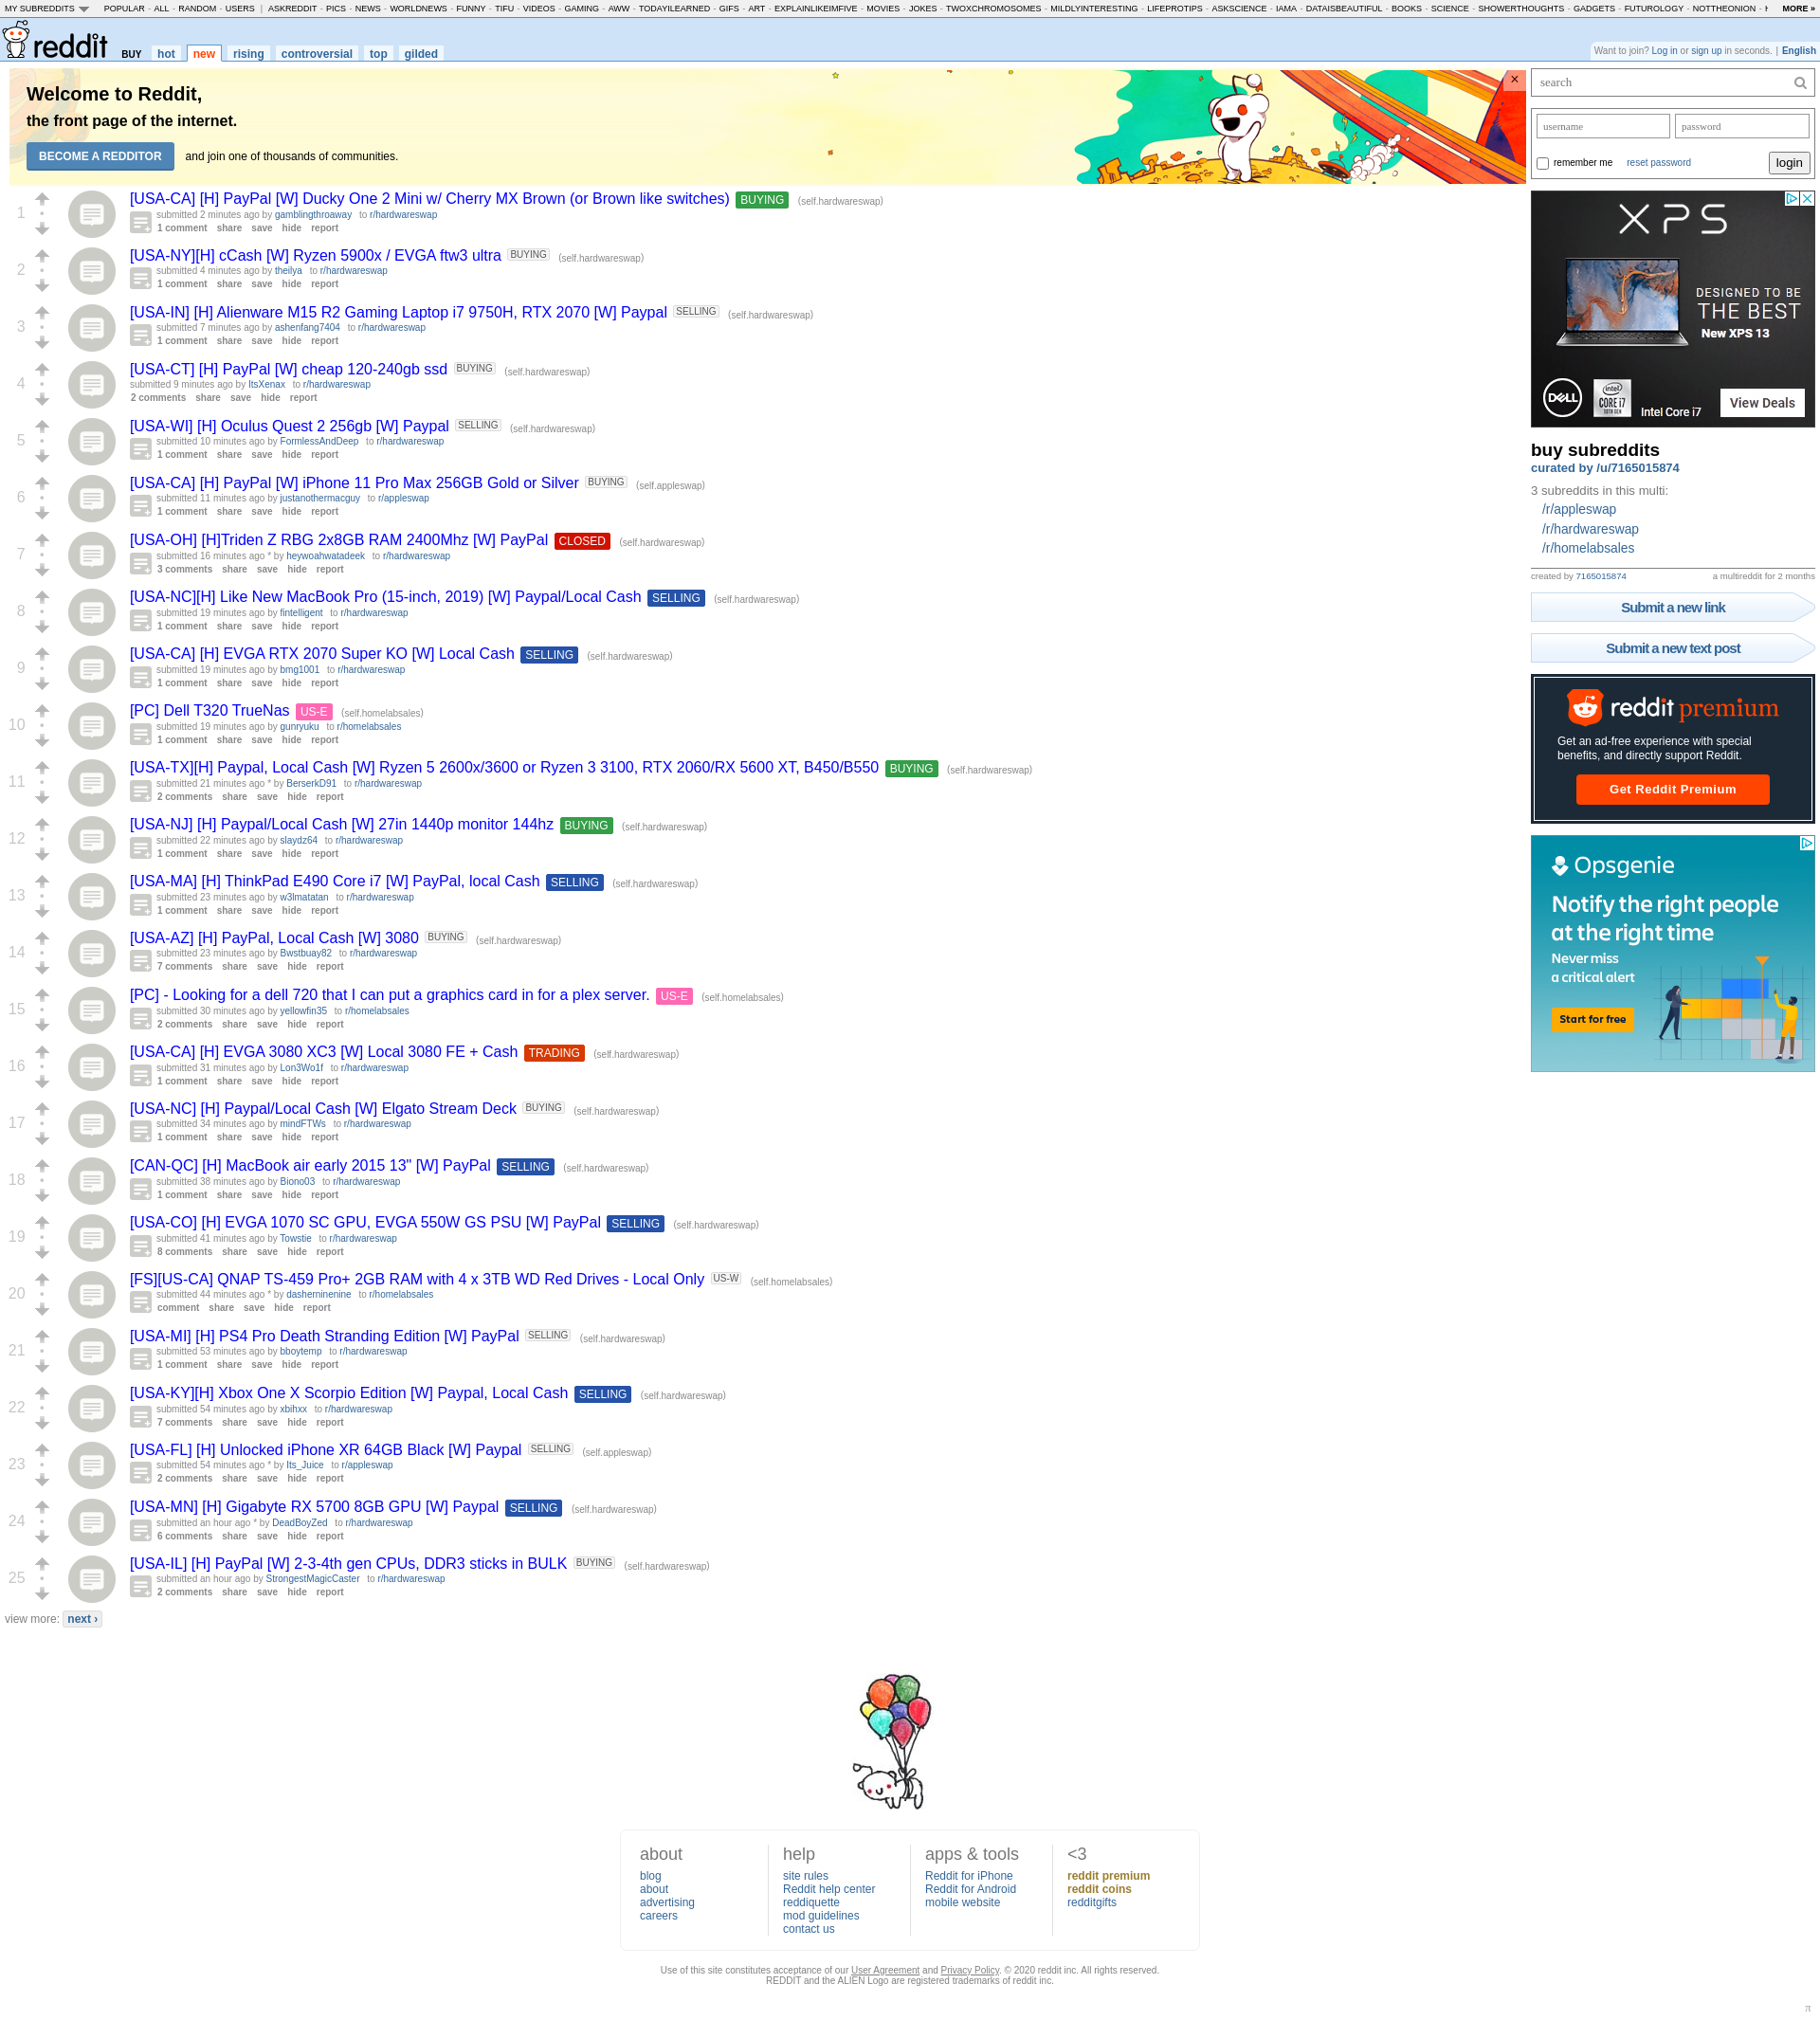 MY SUBREDDITS POPULAR - ALL - RANDOM - USERS | ASKREDDIT - PICS - NEWS - WORLDNEWS - FUNNY - TIFU - VIDEOS - GAMING - AWW - TODAYILEARNED - GIFS - ART - EXPLAINLIKEIMFIVE - MOVIES - JOKES - TWOXCHROMOSOMES - MILDLYINTERESTING - LIFEPROTIPS - ASKSCIENCE - IAMA - DATAISBEAUTIFUL - BOOKS - SCIENCE - SHOWERTHOUGHTS - GADGETS - FUTUROLOGY - NOTTHEONION - MORE »
reddit BUY hot new rising controversial top gilded
Want to join? Log in or sign up in seconds. | English
Welcome to Reddit,
the front page of the internet.
BECOME A REDDITOR and join one of thousands of communities.
×
1
[USA-CA] [H] PayPal [W] Ducky One 2 Mini w/ Cherry MX Brown (or Brown like switches) BUYING (self.hardwareswap)
submitted 2 minutes ago by gamblingthroaway to r/hardwareswap
1 comment share save hide report
2
[USA-NY][H] cCash [W] Ryzen 5900x / EVGA ftw3 ultra BUYING (self.hardwareswap)
submitted 4 minutes ago by theilya to r/hardwareswap
1 comment share save hide report
3
[USA-IN] [H] Alienware M15 R2 Gaming Laptop i7 9750H, RTX 2070 [W] Paypal SELLING (self.hardwareswap)
submitted 7 minutes ago by ashenfang7404 to r/hardwareswap
1 comment share save hide report
4
[USA-CT] [H] PayPal [W] cheap 120-240gb ssd BUYING (self.hardwareswap)
submitted 9 minutes ago by ItsXenax to r/hardwareswap
2 comments share save hide report
5
[USA-WI] [H] Oculus Quest 2 256gb [W] Paypal SELLING (self.hardwareswap)
submitted 10 minutes ago by FormlessAndDeep to r/hardwareswap
1 comment share save hide report
6
[USA-CA] [H] PayPal [W] iPhone 11 Pro Max 256GB Gold or Silver BUYING (self.appleswap)
submitted 11 minutes ago by justanothermacguy to r/appleswap
1 comment share save hide report
7
[USA-OH] [H]Triden Z RBG 2x8GB RAM 2400Mhz [W] PayPal CLOSED (self.hardwareswap)
submitted 16 minutes ago * by heywoahwatadeek to r/hardwareswap
3 comments share save hide report
8
[USA-NC][H] Like New MacBook Pro (15-inch, 2019) [W] Paypal/Local Cash SELLING (self.hardwareswap)
submitted 19 minutes ago by fintelligent to r/hardwareswap
1 comment share save hide report
9
[USA-CA] [H] EVGA RTX 2070 Super KO [W] Local Cash SELLING (self.hardwareswap)
submitted 19 minutes ago by bmg1001 to r/hardwareswap
1 comment share save hide report
10
[PC] Dell T320 TrueNas US-E (self.homelabsales)
submitted 19 minutes ago by gunryuku to r/homelabsales
1 comment share save hide report
11
[USA-TX][H] Paypal, Local Cash [W] Ryzen 5 2600x/3600 or Ryzen 3 3100, RTX 2060/RX 5600 XT, B450/B550 BUYING (self.hardwareswap)
submitted 21 minutes ago * by BerserkD91 to r/hardwareswap
2 comments share save hide report
12
[USA-NJ] [H] Paypal/Local Cash [W] 27in 1440p monitor 144hz BUYING (self.hardwareswap)
submitted 22 minutes ago by slaydz64 to r/hardwareswap
1 comment share save hide report
13
[USA-MA] [H] ThinkPad E490 Core i7 [W] PayPal, local Cash SELLING (self.hardwareswap)
submitted 23 minutes ago by w3lmatatan to r/hardwareswap
1 comment share save hide report
14
[USA-AZ] [H] PayPal, Local Cash [W] 3080 BUYING (self.hardwareswap)
submitted 23 minutes ago by Bwstbuay82 to r/hardwareswap
7 comments share save hide report
15
[PC] - Looking for a dell 720 that I can put a graphics card in for a plex server. US-E (self.homelabsales)
submitted 30 minutes ago by yellowfin35 to r/homelabsales
2 comments share save hide report
16
[USA-CA] [H] EVGA 3080 XC3 [W] Local 3080 FE + Cash TRADING (self.hardwareswap)
submitted 31 minutes ago by Lon3Wo1f to r/hardwareswap
1 comment share save hide report
17
[USA-NC] [H] Paypal/Local Cash [W] Elgato Stream Deck BUYING (self.hardwareswap)
submitted 34 minutes ago by mindFTWs to r/hardwareswap
1 comment share save hide report
18
[CAN-QC] [H] MacBook air early 2015 13" [W] PayPal SELLING (self.hardwareswap)
submitted 38 minutes ago by Biono03 to r/hardwareswap
1 comment share save hide report
19
[USA-CO] [H] EVGA 1070 SC GPU, EVGA 550W GS PSU [W] PayPal SELLING (self.hardwareswap)
submitted 41 minutes ago by Towstie to r/hardwareswap
8 comments share save hide report
20
[FS][US-CA] QNAP TS-459 Pro+ 2GB RAM with 4 x 3TB WD Red Drives - Local Only US-W (self.homelabsales)
submitted 44 minutes ago * by dasherninenine to r/homelabsales
comment share save hide report
21
[USA-MI] [H] PS4 Pro Death Stranding Edition [W] PayPal SELLING (self.hardwareswap)
submitted 53 minutes ago by bboytemp to r/hardwareswap
1 comment share save hide report
22
[USA-KY][H] Xbox One X Scorpio Edition [W] Paypal, Local Cash SELLING (self.hardwareswap)
submitted 54 minutes ago by xbihxx to r/hardwareswap
7 comments share save hide report
23
[USA-FL] [H] Unlocked iPhone XR 64GB Black [W] Paypal SELLING (self.appleswap)
submitted 54 minutes ago * by Its_Juice to r/appleswap
2 comments share save hide report
24
[USA-MN] [H] Gigabyte RX 5700 8GB GPU [W] Paypal SELLING (self.hardwareswap)
submitted an hour ago * by DeadBoyZed to r/hardwareswap
6 comments share save hide report
25
[USA-IL] [H] PayPal [W] 2-3-4th gen CPUs, DDR3 sticks in BULK BUYING (self.hardwareswap)
submitted an hour ago by StrongestMagicCaster to r/hardwareswap
2 comments share save hide report
view more: next ›
search
username password
remember me reset password login
XPS
DESIGNED TO BE
THE BEST
New XPS 13
DELL
intel CORE i7 Intel Core i7 View Deals
buy subreddits
curated by /u/7165015874
3 subreddits in this multi:
/r/appleswap
/r/hardwareswap
/r/homelabsales
created by 7165015874 a multireddit for 2 months
Submit a new link
Submit a new text post
reddit premium
Get an ad-free experience with special
benefits, and directly support Reddit.
Get Reddit Premium
Opsgenie
Notify the right people
at the right time
Never miss
a critical alert
Start for free
about help apps & tools <3
blog site rules Reddit for iPhone reddit premium
about Reddit help center Reddit for Android reddit coins
advertising reddiquette mobile website redditgifts
careers mod guidelines
contact us
Use of this site constitutes acceptance of our User Agreement and Privacy Policy. © 2020 reddit inc. All rights reserved.
REDDIT and the ALIEN Logo are registered trademarks of reddit inc.
π